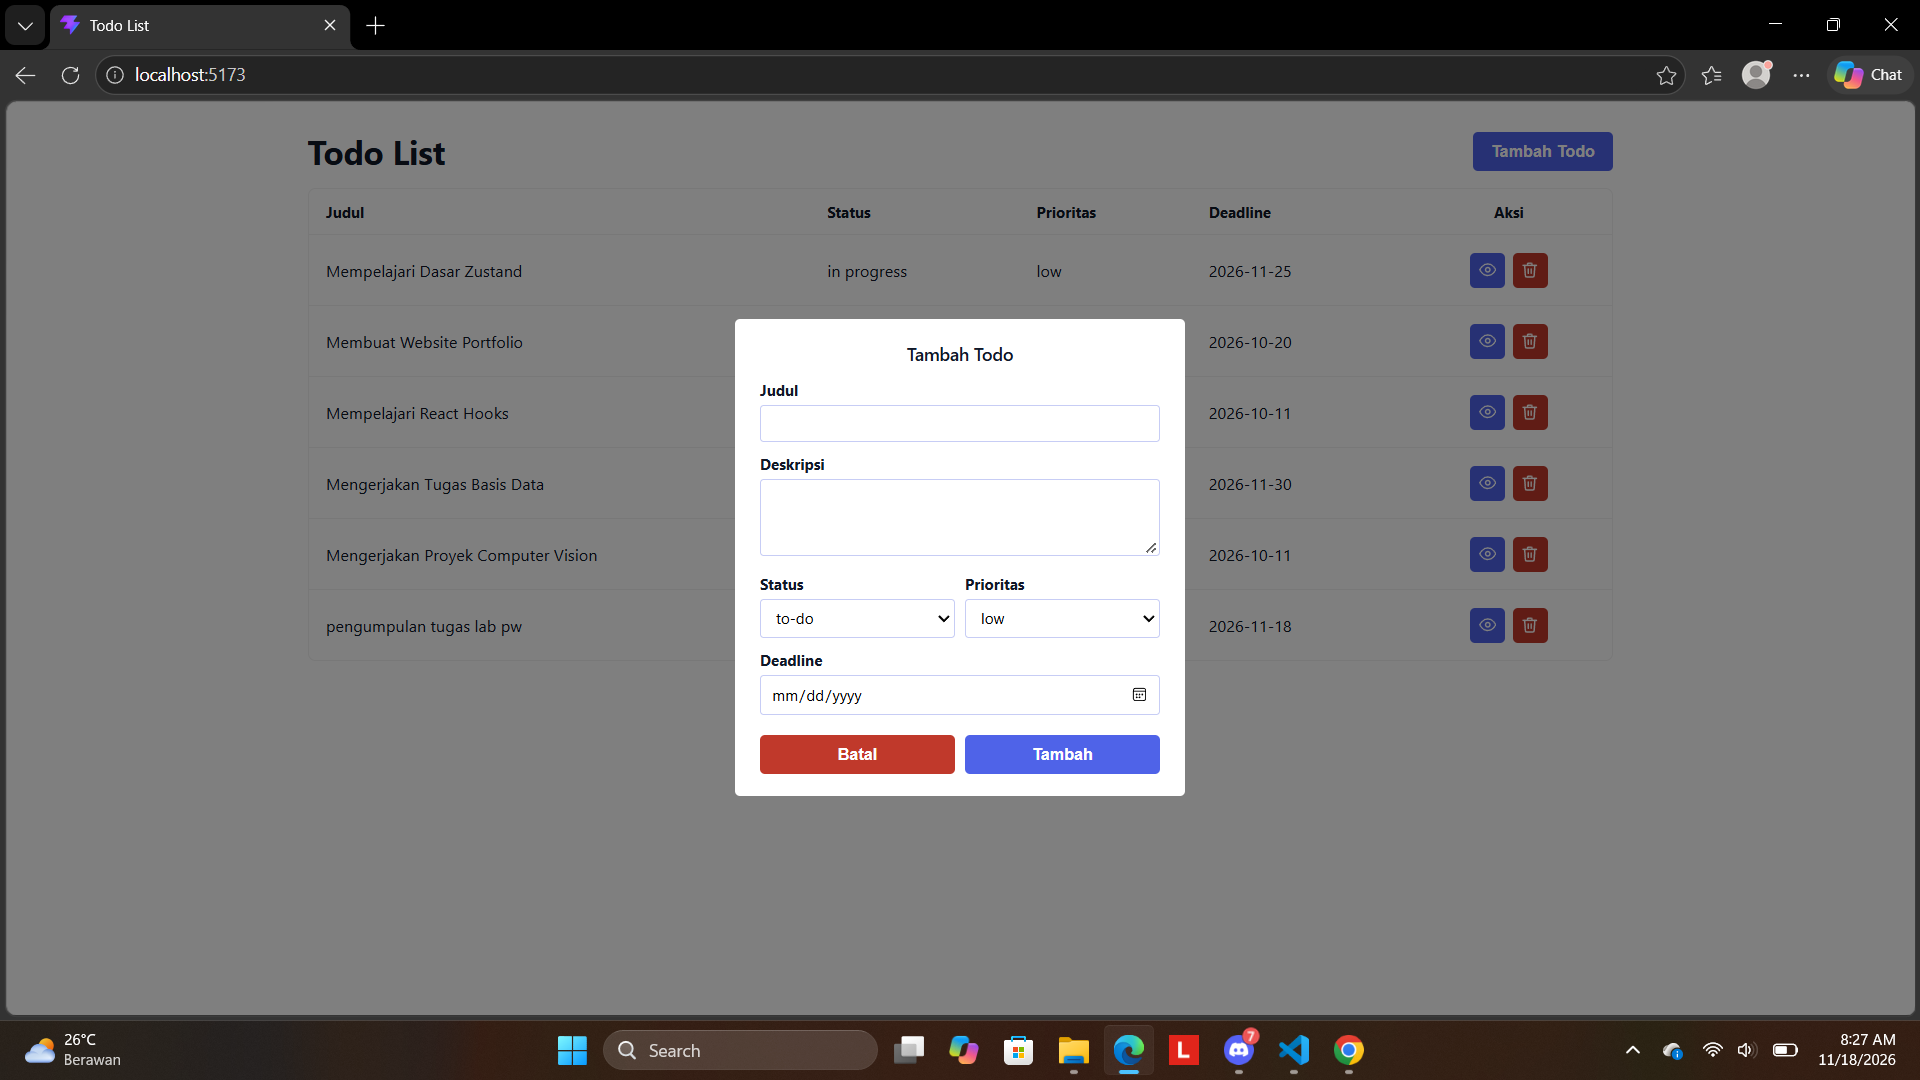 Todo List
localhost:5173
Chat
Todo List
Tambah Todo
Judul Status Prioritas Deadline Aksi
Mempelajari Dasar Zustand in progress low 2026-11-25
Membuat Website Portfolio 2026-10-20
Mempelajari React Hooks 2026-10-11
Mengerjakan Tugas Basis Data 2026-11-30
Mengerjakan Proyek Computer Vision 2026-10-11
pengumpulan tugas lab pw 2026-11-18
Tambah Todo
Judul
Deskripsi
Status Prioritas
to-do low
Deadline
mm/dd/yyyy
Batal Tambah
26°C
Berawan
Search
L
7
8:27 AM
11/18/2026